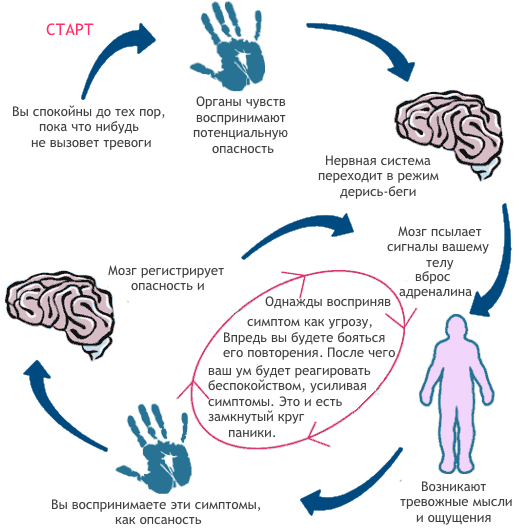 СТАРТ
Вы спокойны до тех пор,
пока что нибудь
не вызовет тревоги
Органы чувств
воспринимают
потенциальную
опасность
Нервная система
переходит в режим
дерись-беги
Мозг псылает
сигналы вашему
телу
вброс
адреналина
Возникают
тревожные мысли
и ощущения
Вы воспринимаете эти симптомы,
как опсаность
Мозг регистрирует
опасность и
Однажды восприняв
симптом как угрозу,
Впредь вы будете бояться
его повторения. После чего
ваш ум будет реагировать
беспокойством, усиливая
симптомы. Это и есть
замкнутый круг
паники.